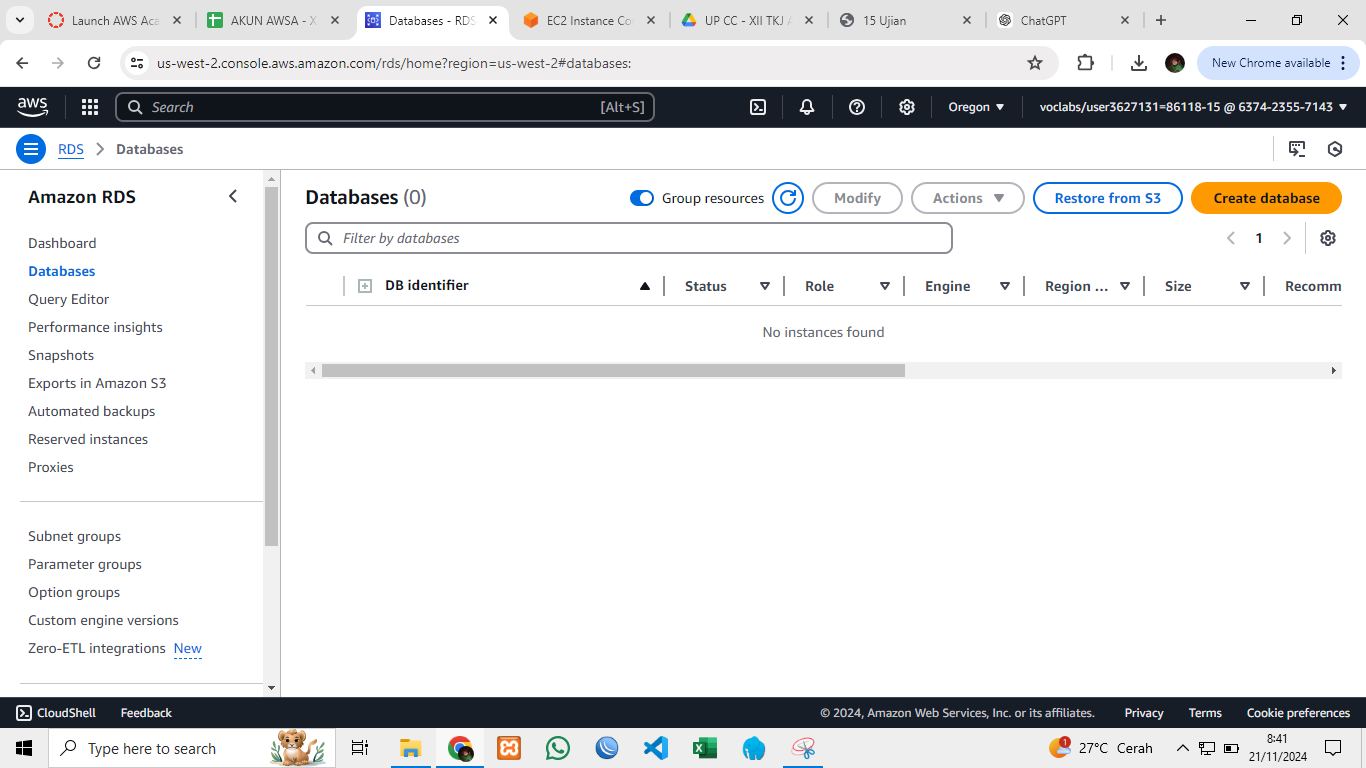 Launch AWS Aca
AKUN AWSA - X
Databases - RDS
EC2 Instance Co
UP CC - XII TKJ A
15 Ujian
ChatGPT
us-west-2.console.aws.amazon.com/rds/home?region=us-west-2#databases:
New Chrome available
aws
Search
[Alt+S]
Oregon
voclabs/user3627131=86118-15 @ 6374-2355-7143
RDS
Databases
Amazon RDS
Dashboard
Databases
Query Editor
Performance insights
Snapshots
Exports in Amazon S3
Automated backups
Reserved instances
Proxies
Subnet groups
Parameter groups
Option groups
Custom engine versions
Zero-ETL integrations New
Databases (0)
Group resources
Modify
Actions
Restore from S3
Create database
Filter by databases
1
DB identifier
Status
Role
Engine
Region ...
Size
Recomm
No instances found
CloudShell
Feedback
© 2024, Amazon Web Services, Inc. or its affiliates.
Privacy
Terms
Cookie preferences
Type here to search
1
27°C Cerah
8:41
21/11/2024